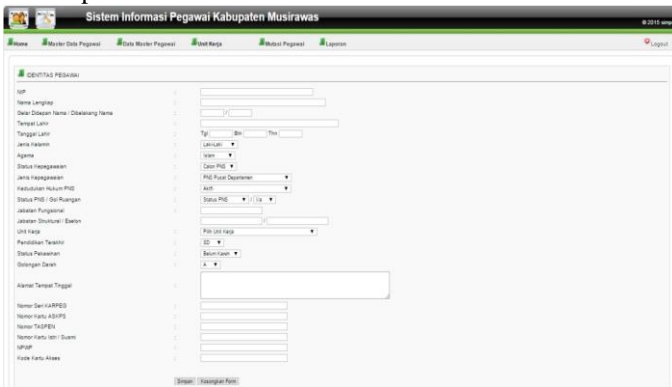 Sistem Informasi Pegawai Kabupaten Musirawas
© 2015 simp
Home Master Data Pegawai Data Master Pegawai Unit Kerja Mutasi Pegawai Laporan Logout
IDENTITAS PEGAWAI
NIP :
Nama Lengkap :
Gelar Didepan Nama / Dibelakang Nama : /
Tempat Lahir :
Tanggal Lahir : Tgl Bln Thn
Jenis Kelamin : Laki-Laki
Agama : Islam
Status Kepegawaian : Calon PNS
Jenis Kepegawaian : PNS Pusat Departemen
Kedudukan Hukum PNS : Aktif
Status PNS / Gol Ruangan : Status PNS / I/a
Jabatan Fungsional :
Jabatan Struktural / Eselon : /
Unit Kerja : Pilih Unit Kerja
Pendidikan Terakhir : SD
Status Pekawinan : Belum Kawin
Golongan Darah : A
Alamat Tempat Tinggal :
Nomor Seri KARPEG :
Nomor Kartu ASKPS :
Nomor TASPEN :
Nomor Kartu Istri / Suami :
NPWP :
Kode Kartu Akses :
Simpan Kosongkan Form